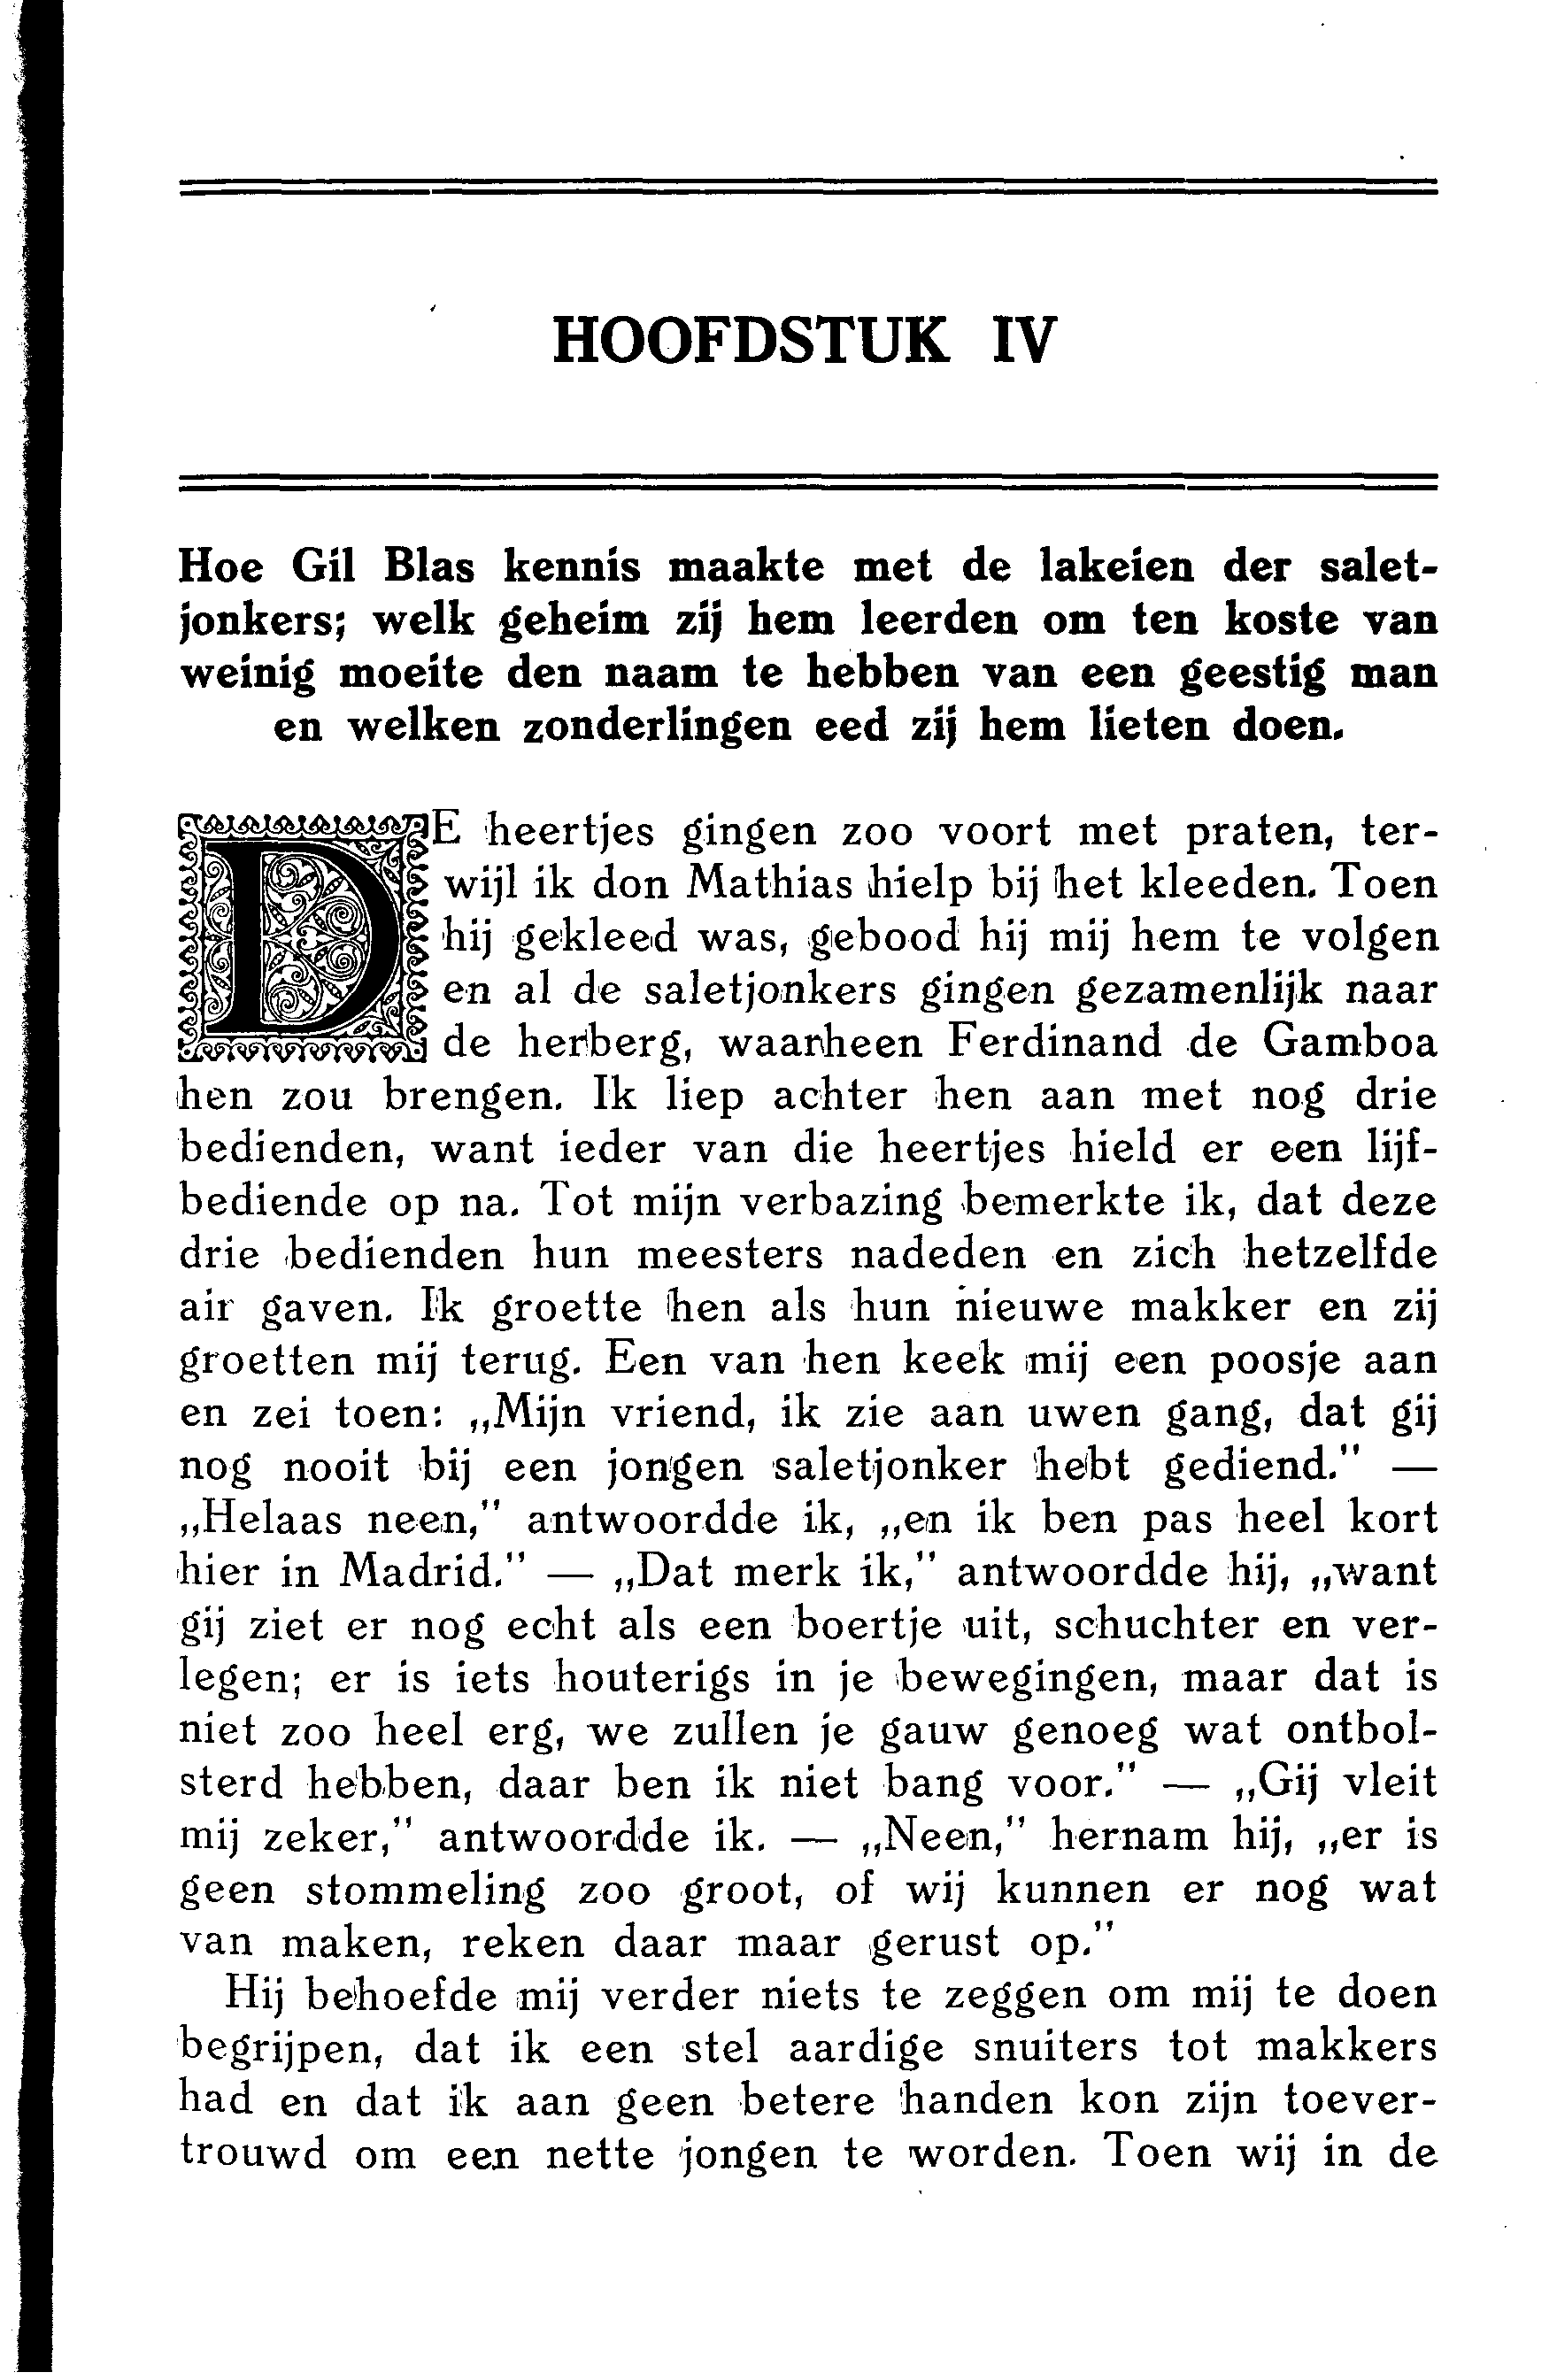 HOOFDSTUK IV
Hoe Gil Blas kennis maakte met de lakeien der salet-
jonkers; welk geheim zij hem leerden om ten koste van
weinig moeite den naam te hebben van een geestig man
en welken zonderlingen eed zij hem lieten doen.
DE heertjes gingen zoo voort met praten, ter-
wijl ik don Mathias hielp bij het kleeden. Toen
hij gekleed was, gebood hij mij hem te volgen
en al de saletjonkers gingen gezamenlijk naar
de herberg, waarheen Ferdinand de Gamboa
hen zou brengen. Ik liep achter hen aan met nog drie
bedienden, want ieder van die heertjes hield er een lijf-
bediende op na. Tot mijn verbazing bemerkte ik, dat deze
drie bedienden hun meesters nadeden en zich hetzelfde
air gaven. Ik groette hen als hun nieuwe makker en zij
groetten mij terug. Een van hen keek mij een poosje aan
en zei toen: „Mijn vriend, ik zie aan uwen gang, dat gij
nog nooit bij een jongen saletjonker hebt gediend.” —
„Helaas neen,” antwoordde ik, „en ik ben pas heel kort
hier in Madrid.” — „Dat merk ik,” antwoordde hij, „want
gij ziet er nog echt als een boertje uit, schuchter en ver-
legen; er is iets houterigs in je bewegingen, maar dat is
niet zoo heel erg, we zullen je gauw genoeg wat ontbol-
sterd hebben, daar ben ik niet bang voor.” — „Gij vleit
mij zeker,” antwoordde ik. — „Neen,” hernam hij, „er is
geen stommeling zoo groot, of wij kunnen er nog wat
van maken, reken daar maar gerust op.”
Hij behoefde mij verder niets te zeggen om mij te doen
begrijpen, dat ik een stel aardige snuiters tot makkers
had en dat ik aan geen betere handen kon zijn toever-
trouwd om een nette jongen te worden. Toen wij in de